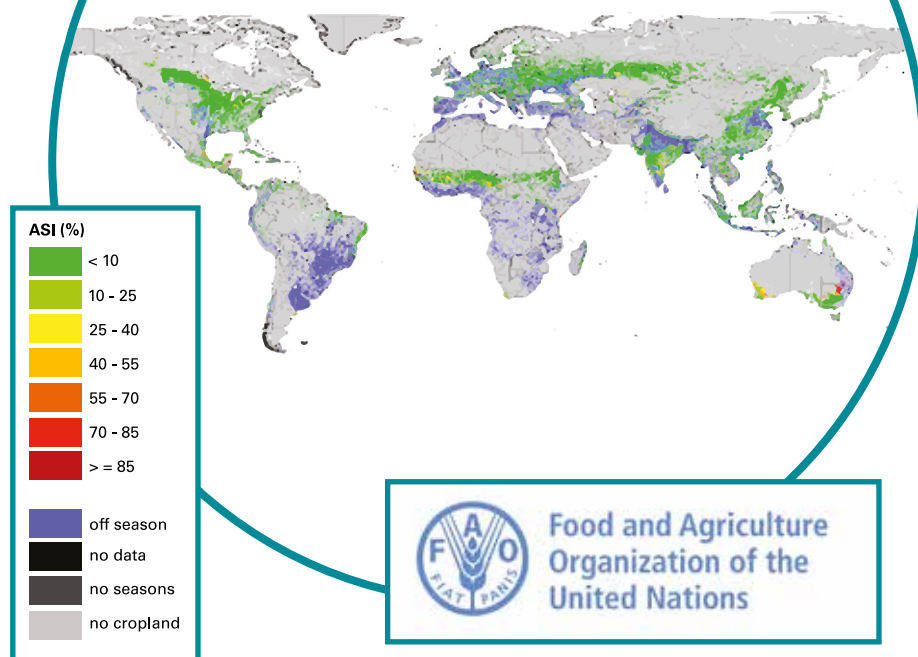 ASI (%)
< 10
10 - 25
25 - 40
40 - 55
55 - 70
70 - 85
> = 85
off season
no data
no seasons
no cropland
F A O
FIAT PANIS
Food and Agriculture
Organization of the
United Nations